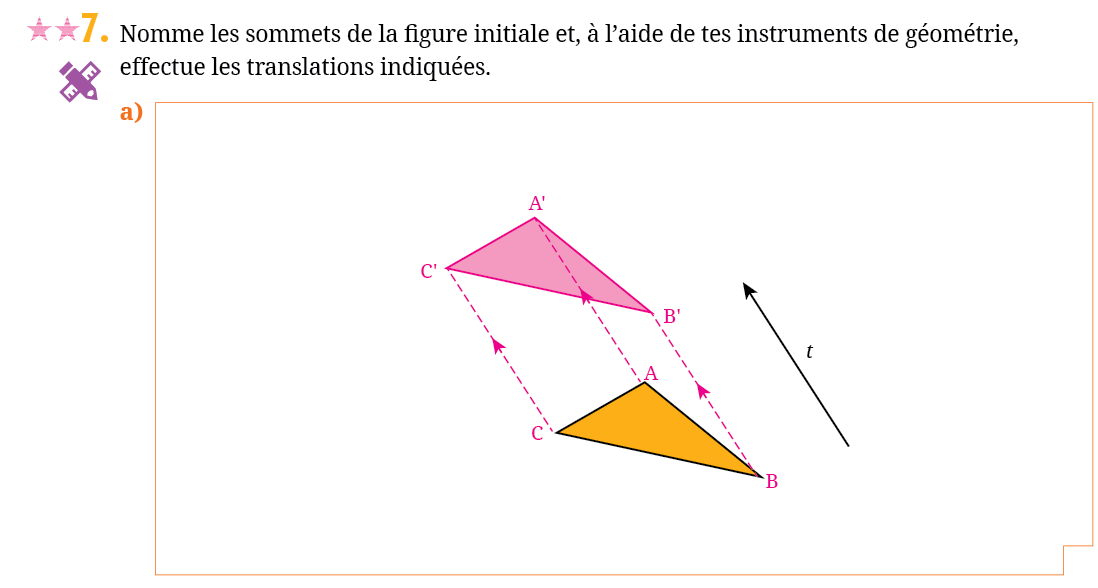 7. Nomme les sommets de la figure initiale et, à l’aide de tes instruments de géométrie,
effectue les translations indiquées.
a)
A'
C'
B'
t
A
C
B